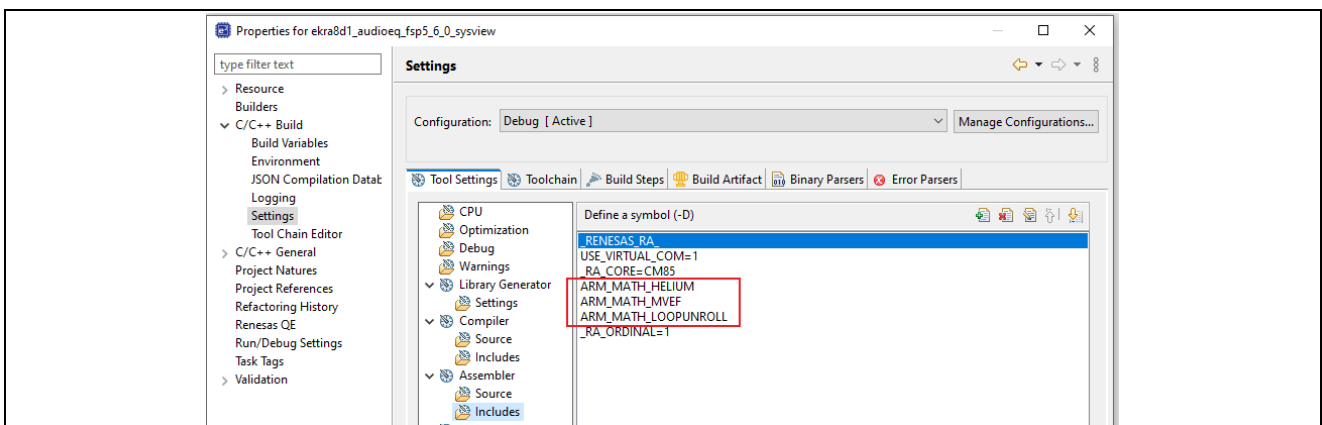 Properties for ekra8d1_audioeq_fsp5_6_0_sysview
type filter text
Resource
Builders
C/C++ Build
Build Variables
Environment
JSON Compilation Datab
Logging
Settings
Tool Chain Editor
C/C++ General
Project Natures
Project References
Refactoring History
Renesas QE
Run/Debug Settings
Task Tags
Validation
Settings
Configuration: Debug [ Active ]
Manage Configurations...
Tool Settings Toolchain Build Steps Build Artifact Binary Parsers Error Parsers
CPU
Optimization
Debug
Warnings
Library Generator
Settings
Compiler
Source
Includes
Assembler
Source
Includes
Define a symbol (-D)
_RENESAS_RA_
USE_VIRTUAL_COM=1
_RA_CORE=CM85
ARM_MATH_HELIUM
ARM_MATH_MVEF
ARM_MATH_LOOPUNROLL
_RA_ORDINAL=1